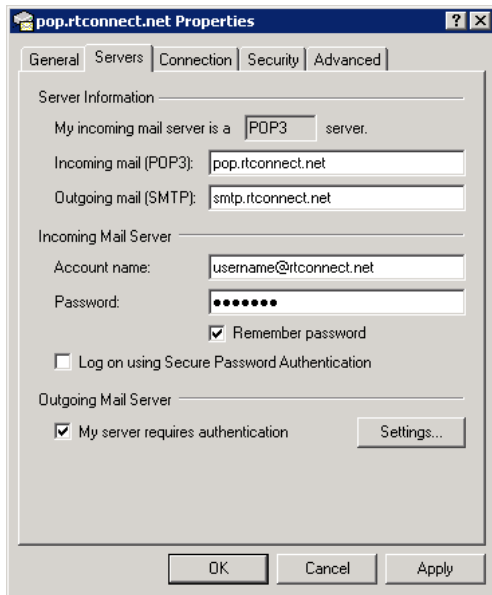 pop.rtconnect.net Properties
General Servers Connection Security Advanced
Server Information
My incoming mail server is a POP3 server.
Incoming mail (POP3): pop.rtconnect.net
Outgoing mail (SMTP): smtp.rtconnect.net
Incoming Mail Server
Account name: username@rtconnect.net
Password: •••••••
Remember password
Log on using Secure Password Authentication
Outgoing Mail Server
My server requires authentication Settings...
OK Cancel Apply